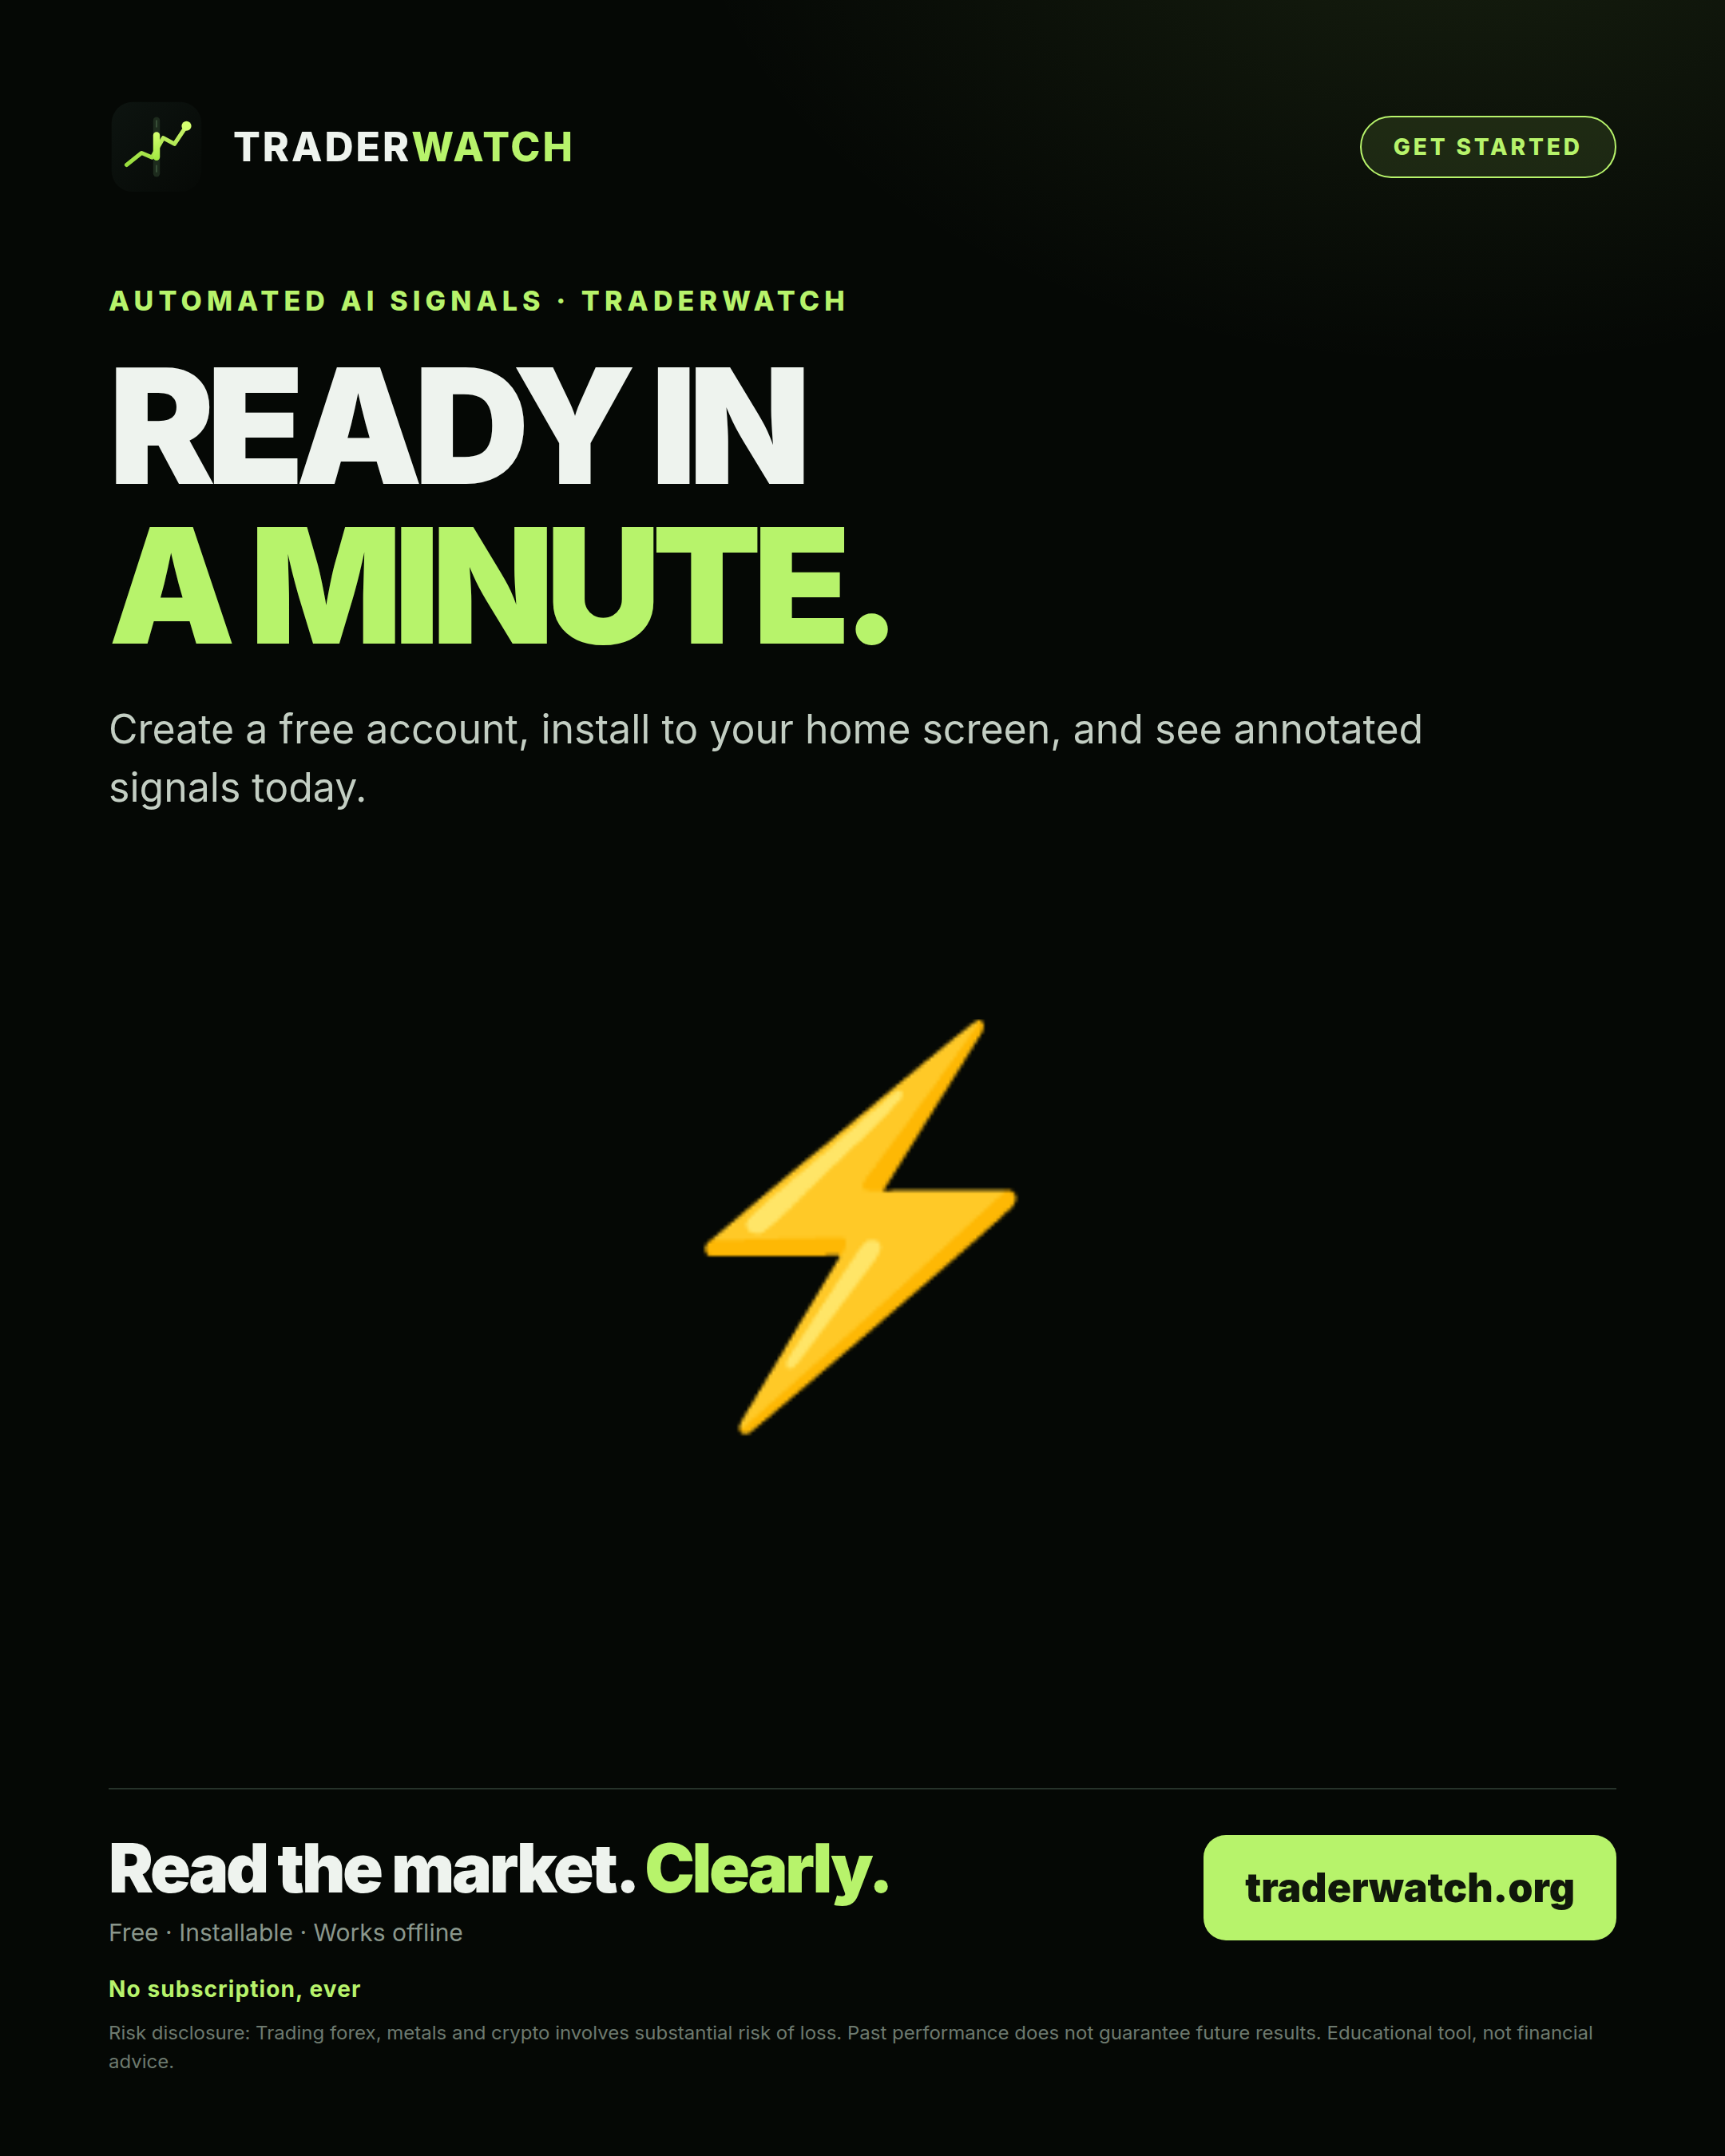 TRADERWATCH
GET STARTED
AUTOMATED AI SIGNALS · TRADERWATCH
READY IN
A MINUTE.
Create a free account, install to your home screen, and see annotated
signals today.
Read the market. Clearly.
traderwatch.org
Free · Installable · Works offline
No subscription, ever
Risk disclosure: Trading forex, metals and crypto involves substantial risk of loss. Past performance does not guarantee future results. Educational tool, not financial
advice.